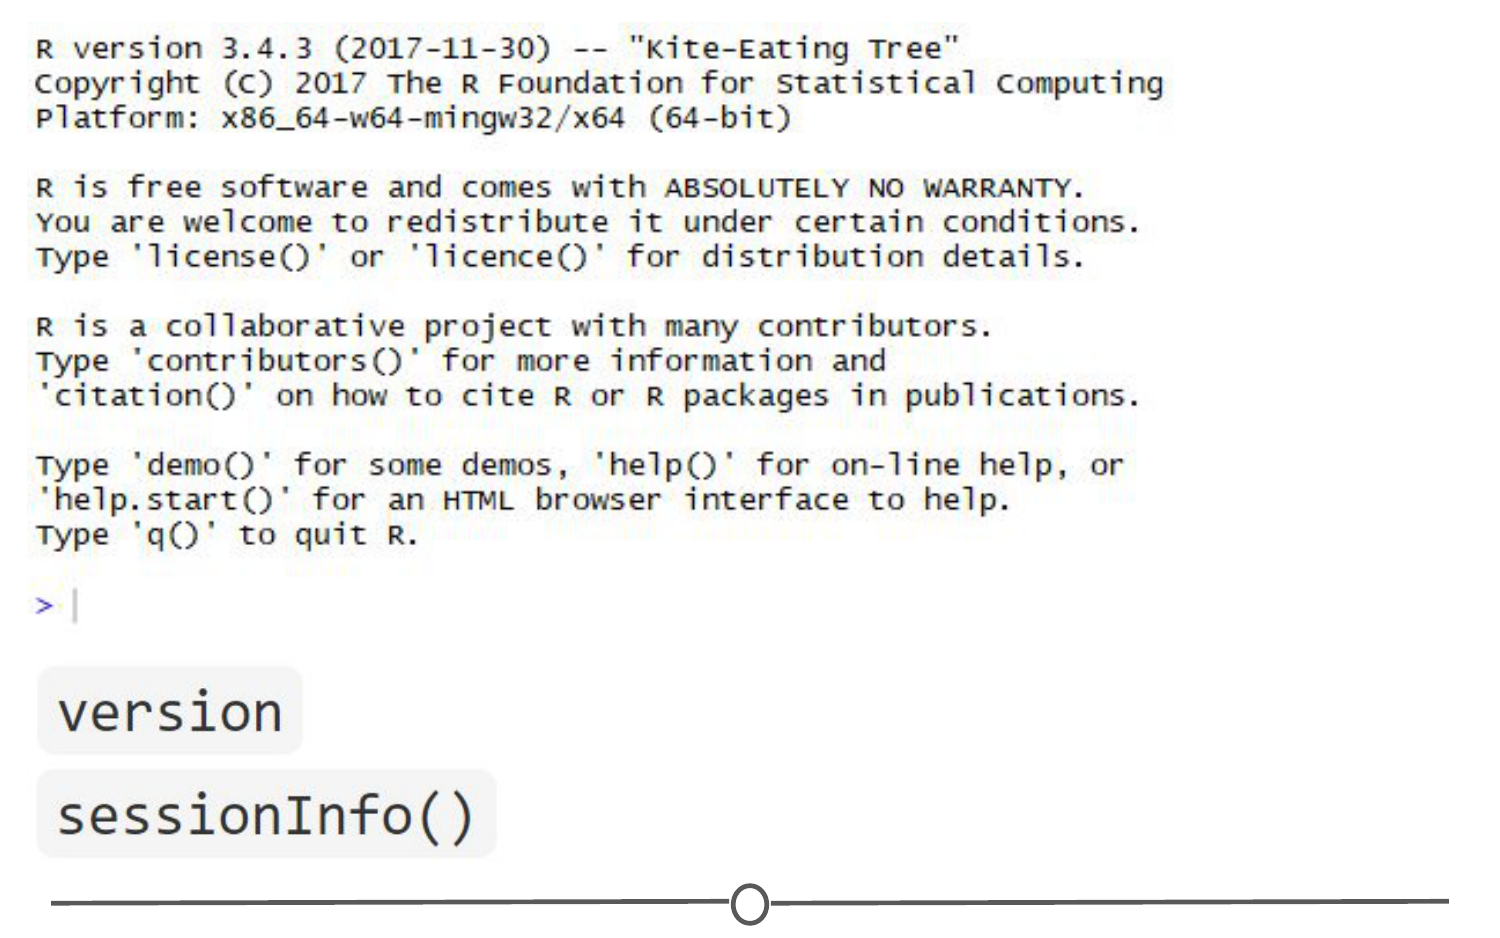 R version 3.4.3 (2017-11-30) -- "Kite-Eating Tree"
Copyright (C) 2017 The R Foundation for Statistical Computing
Platform: x86_64-w64-mingw32/x64 (64-bit)
R is free software and comes with ABSOLUTELY NO WARRANTY.
You are welcome to redistribute it under certain conditions.
Type 'license()' or 'licence()' for distribution details.
R is a collaborative project with many contributors.
Type 'contributors()' for more information and
'citation()' on how to cite R or R packages in publications.
Type 'demo()' for some demos, 'help()' for on-line help, or
'help.start()' for an HTML browser interface to help.
Type 'q()' to quit R.
>
version
sessionInfo()